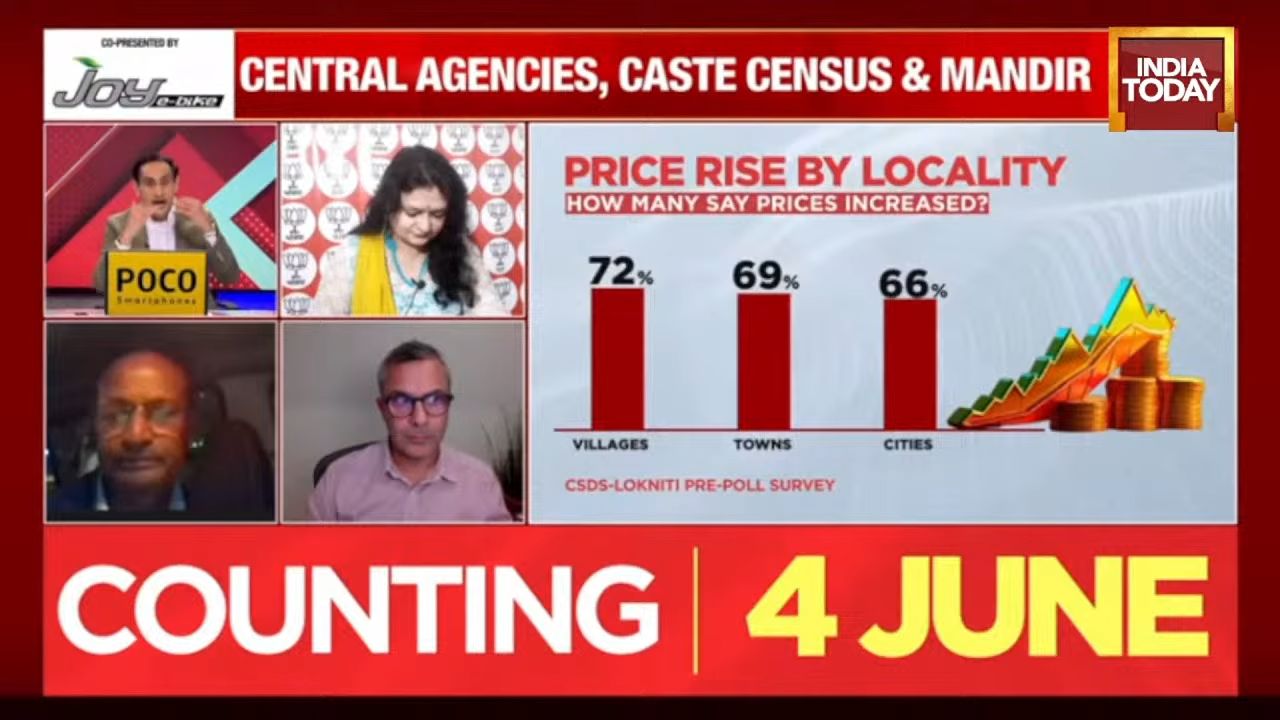 CO-PRESENTED BY
Joy e-bike
CENTRAL AGENCIES, CASTE CENSUS & MANDIR
INDIA
TODAY
POCO
Smartphones
PRICE RISE BY LOCALITY
HOW MANY SAY PRICES INCREASED?
72% 69% 66%
VILLAGES TOWNS CITIES
CSDS-LOKNITI PRE-POLL SURVEY
COUNTING 4 JUNE